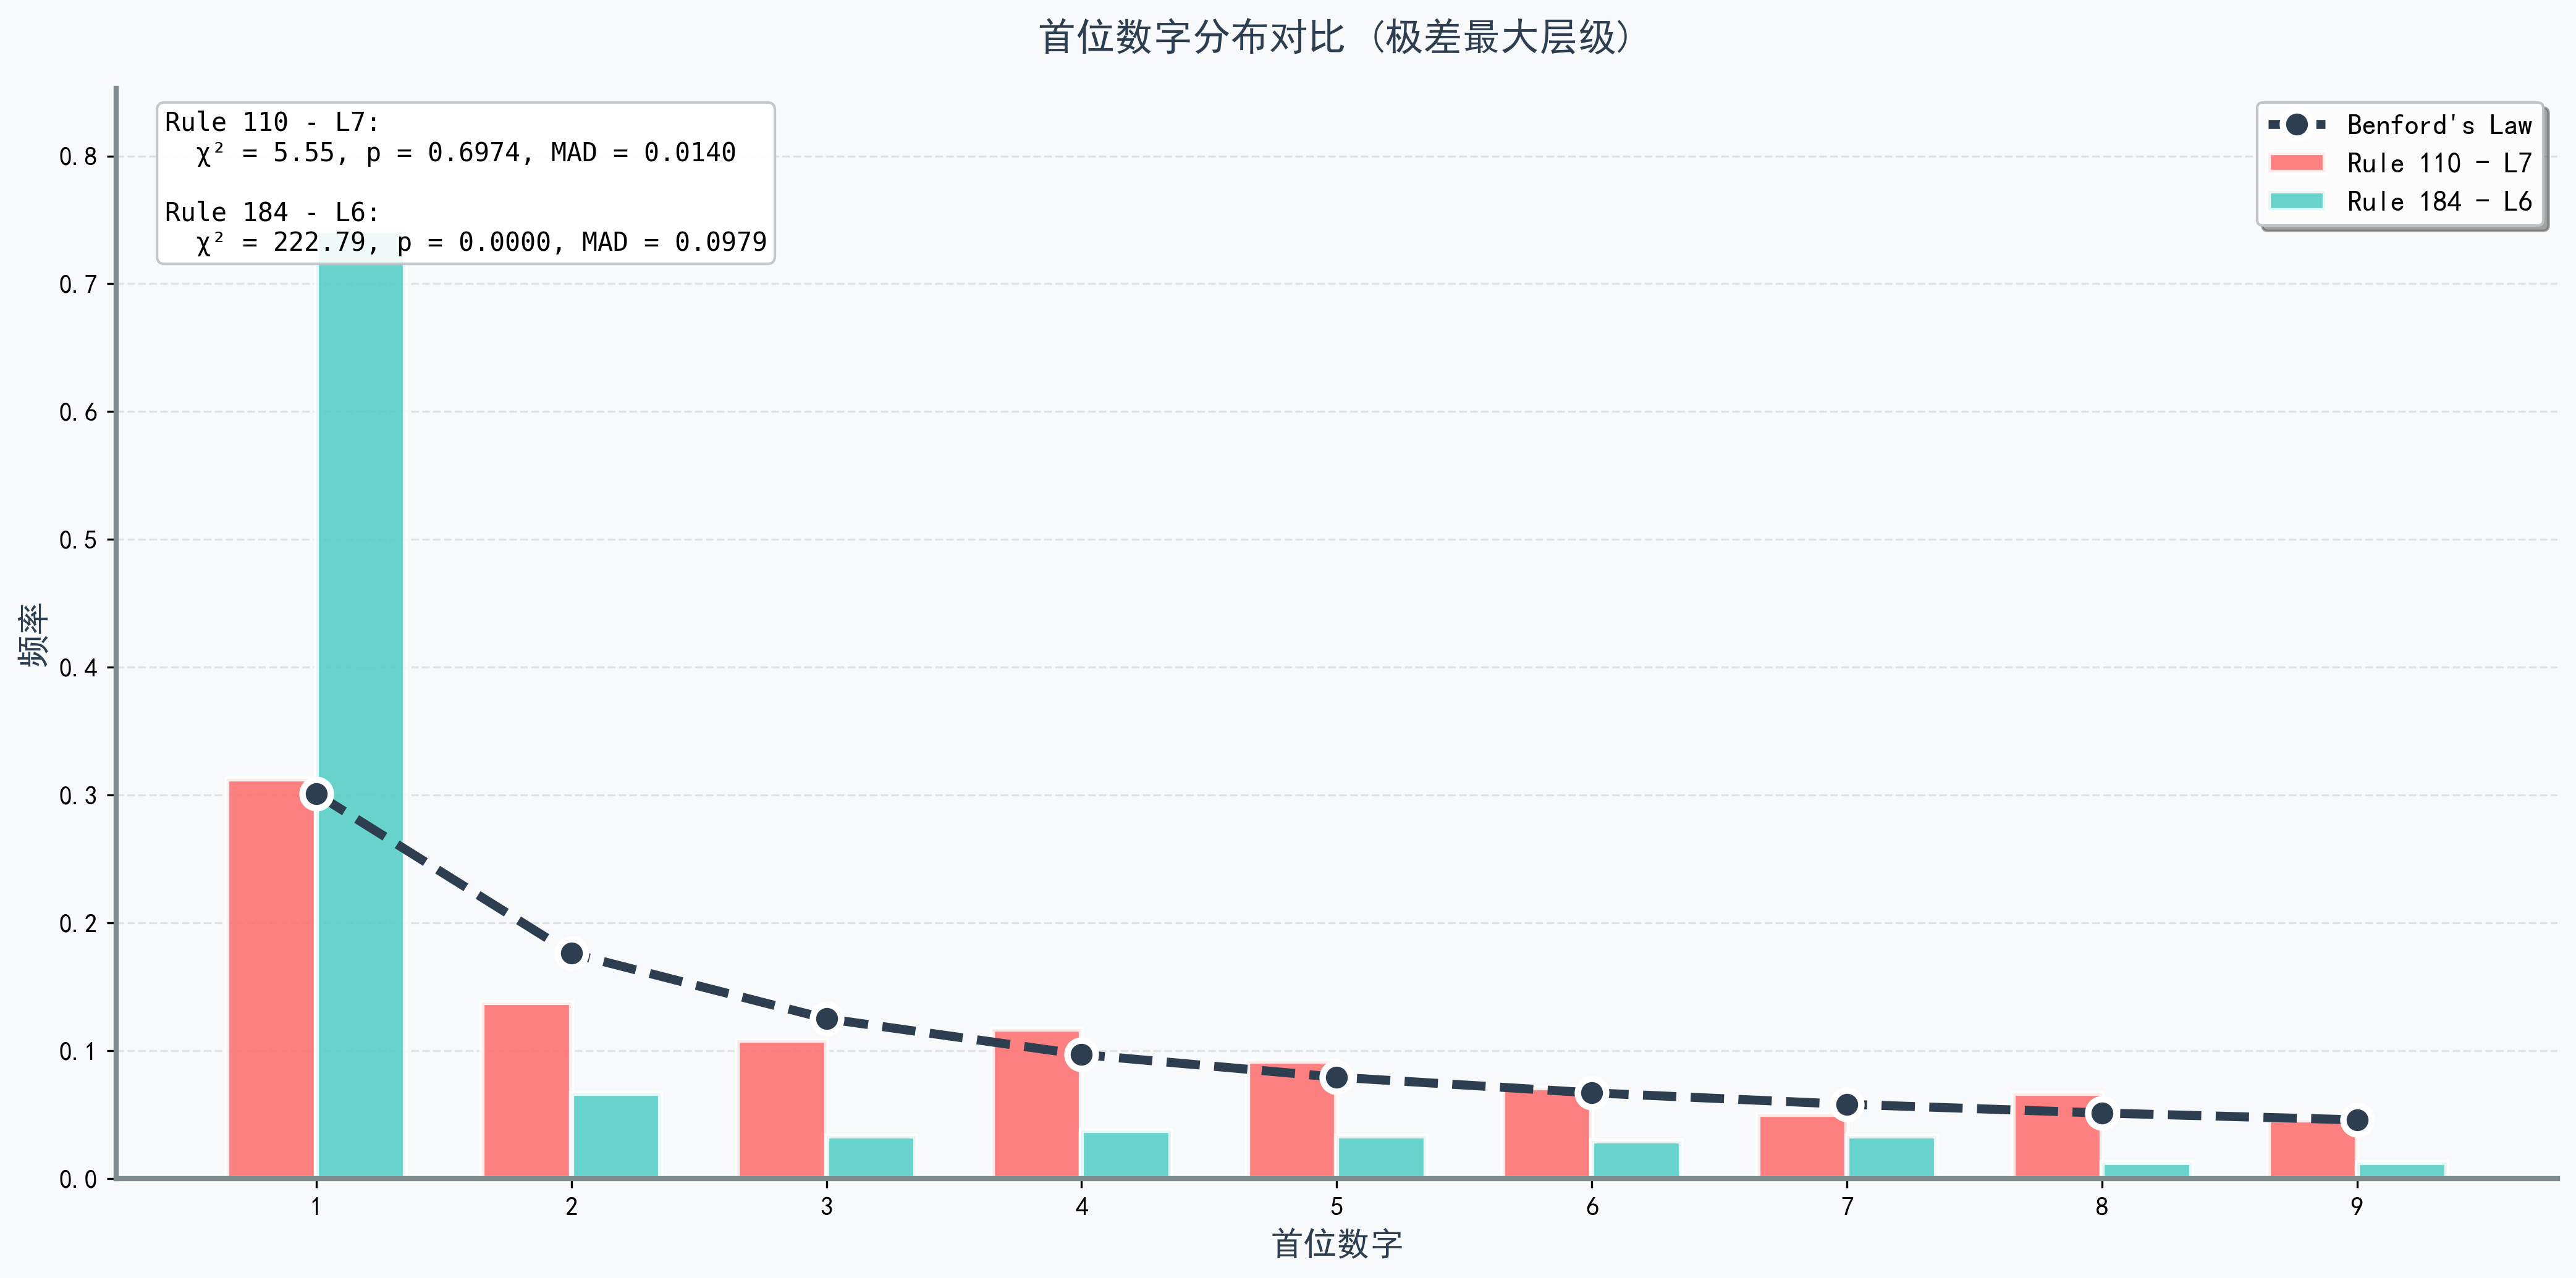 首位数字分布对比 (极差最大层级)
Rule 110 - L7:
χ² = 5.55, p = 0.6974, MAD = 0.0140
Rule 184 - L6:
χ² = 222.79, p = 0.0000, MAD = 0.0979
Benford's Law
Rule 110 - L7
Rule 184 - L6
频率
0.8
0.7
0.6
0.5
0.4
0.3
0.2
0.1
0.0
1 2 3 4 5 6 7 8 9
首位数字